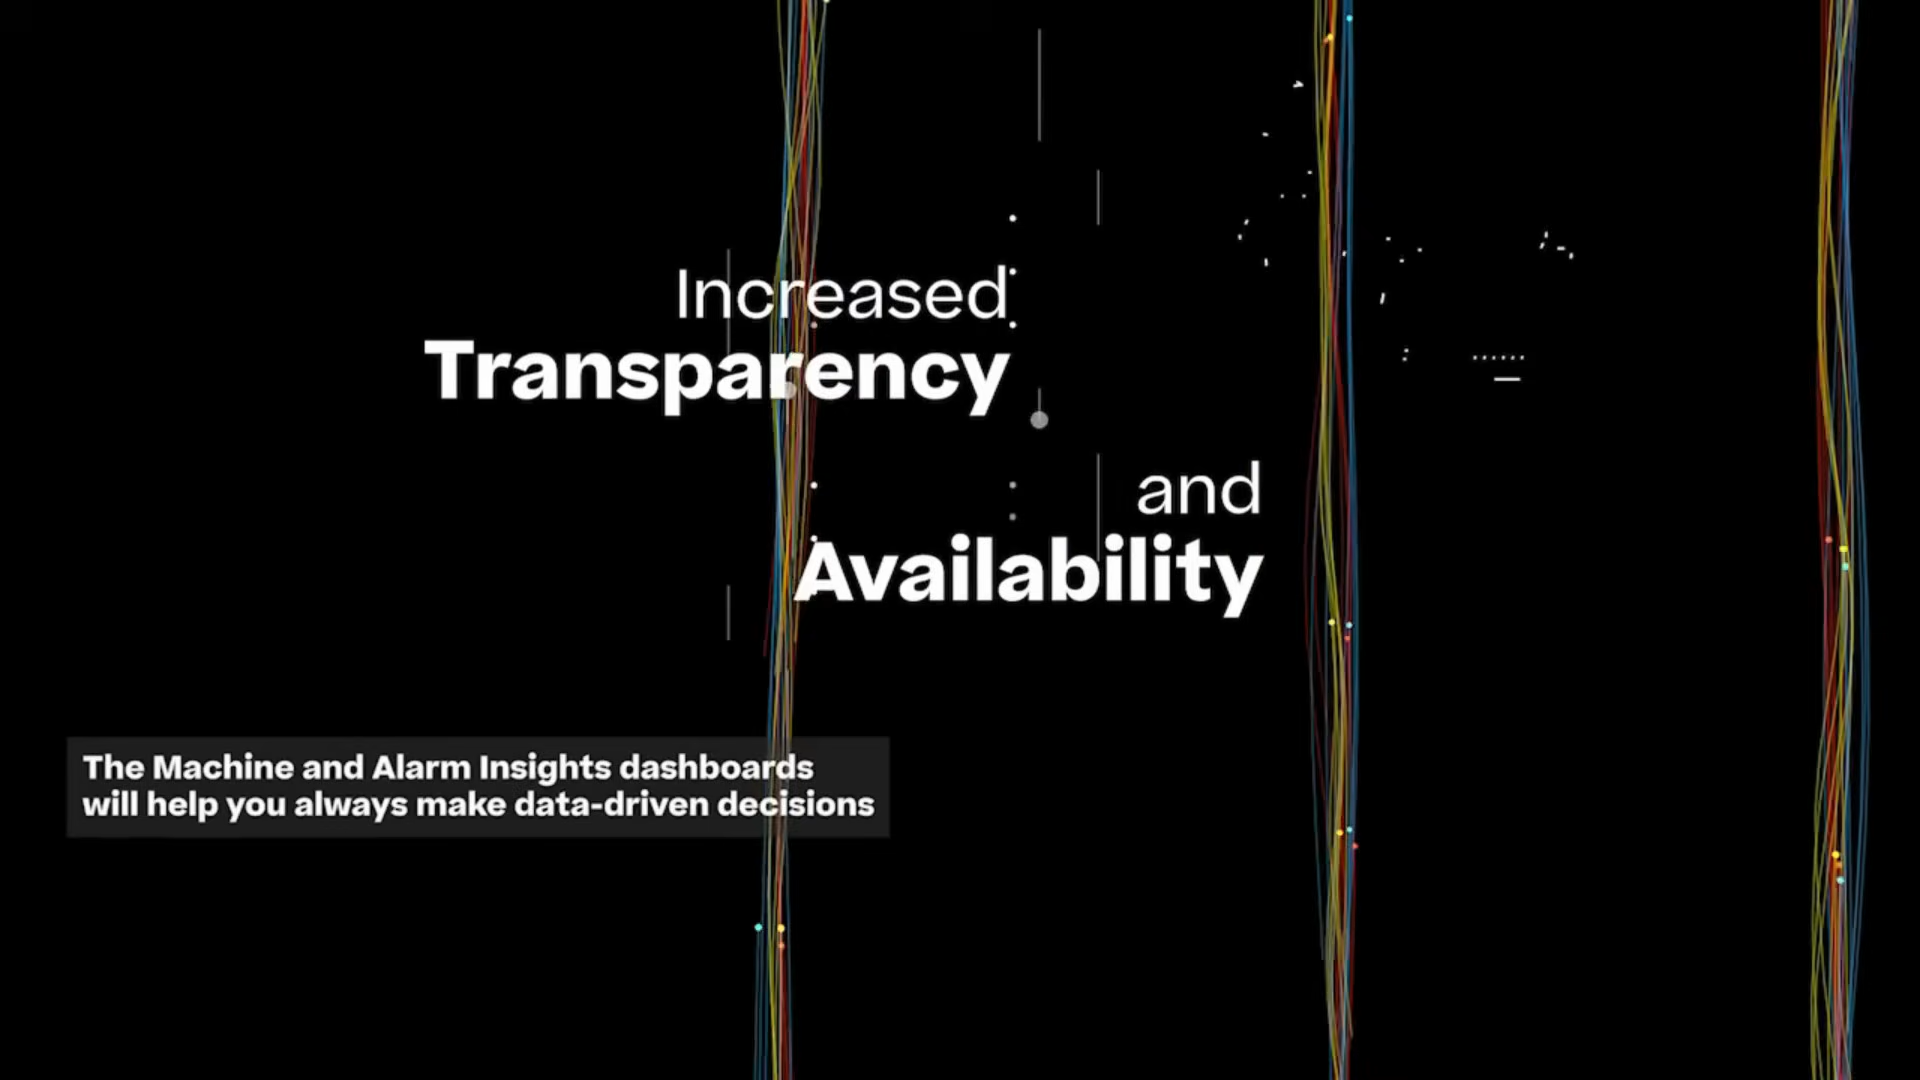 Increased
Transparency
and
Availability
The Machine and Alarm Insights dashboards
will help you always make data-driven decisions